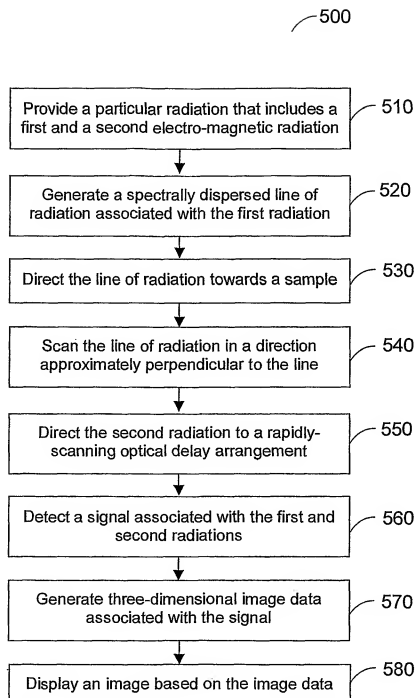 500
Provide a particular radiation that includes a
first and a second electro-magnetic radiation
510
Generate a spectrally dispersed line of
radiation associated with the first radiation
520
Direct the line of radiation towards a sample
530
Scan the line of radiation in a direction
approximately perpendicular to the line
540
Direct the second radiation to a rapidly-
scanning optical delay arrangement
550
Detect a signal associated with the first and
second radiations
560
Generate three-dimensional image data
associated with the signal
570
Display an image based on the image data
580